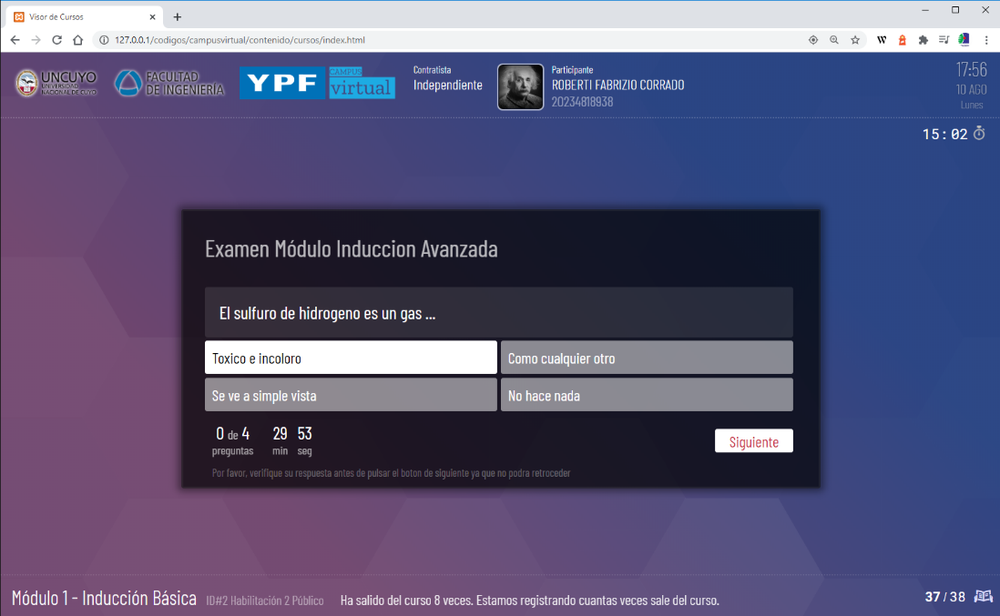 Visor de Cursos
127.0.0.1/codigos/campusvirtual/contenido/cursos/index.html
UNCUYO
UNIVERSIDAD
NACIONAL DE CUYO
FACULTAD
DE INGENIERÍA
YPF
CAMPUS
virtual
Contratista
Independiente
Participante
ROBERTI FABRIZIO CORRADO
20234818938
17:56
10 AGO
Lunes
15:02
Examen Módulo Induccion Avanzada
El sulfuro de hidrogeno es un gas ...
Toxico e incoloro
Como cualquier otro
Se ve a simple vista
No hace nada
0 de 4
preguntas
29 53
min seg
Siguiente
Por favor, verifique su respuesta antes de pulsar el boton de siguiente ya que no podra retroceder
Módulo 1 - Inducción Básica ID#2 Habilitación 2 Público Ha salido del curso 8 veces. Estamos registrando cuantas veces sale del curso.
37 / 38